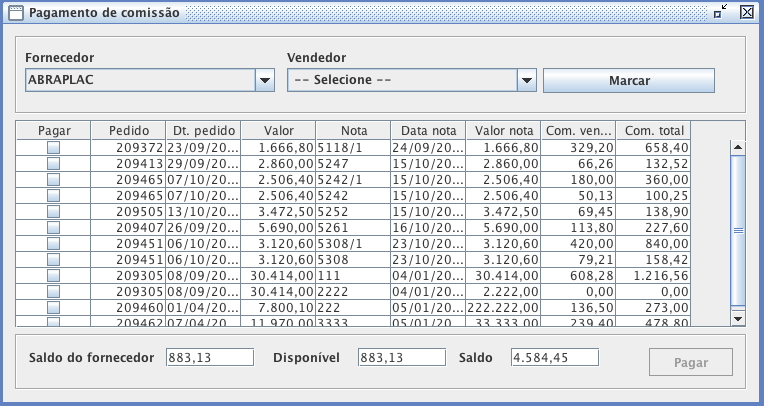 Pagamento de comissão
Fornecedor Vendedor
ABRAPLAC -- Selecione -- Marcar
Pagar Pedido Dt. pedido Valor Nota Data nota Valor nota Com. ven... Com. total
209372 23/09/20... 1.666,80 5118/1 24/09/20... 1.666,80 329,20 658,40
209413 29/09/20... 2.860,00 5247 15/10/20... 2.860,00 66,26 132,52
209465 07/10/20... 2.506,40 5242/1 15/10/20... 2.506,40 180,00 360,00
209465 07/10/20... 2.506,40 5242 15/10/20... 2.506,40 50,13 100,25
209505 13/10/20... 3.472,50 5252 15/10/20... 3.472,50 69,45 138,90
209407 26/09/20... 5.690,00 5261 16/10/20... 5.690,00 113,80 227,60
209451 06/10/20... 3.120,60 5308/1 23/10/20... 3.120,60 420,00 840,00
209451 06/10/20... 3.120,60 5308 23/10/20... 3.120,60 79,21 158,42
209305 08/09/20... 30.414,00 111 04/01/20... 30.414,00 608,28 1.216,56
209305 08/09/20... 30.414,00 2222 04/01/20... 2.222,00 0,00 0,00
209460 01/04/20... 7.800,10 222 05/01/20... 222.222,00 136,50 273,00
209462 07/04/20... 11.970,00 3333 05/01/20... 33.333,00 239,40 478,80
Saldo do fornecedor 883,13 Disponível 883,13 Saldo 4.584,45 Pagar